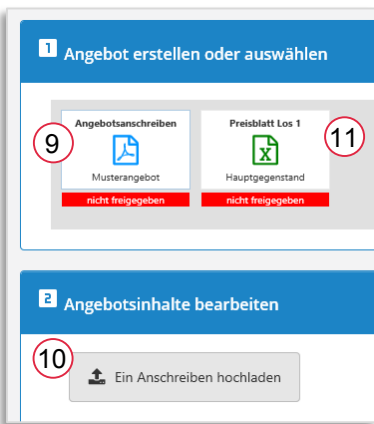 1 Angebot erstellen oder auswählen
Angebotsanschreiben Preisblatt Los 1
9 11
X
Musterangebot Hauptgegenstand
nicht freigegeben nicht freigegeben
2 Angebotsinhalte bearbeiten
10
Ein Anschreiben hochladen